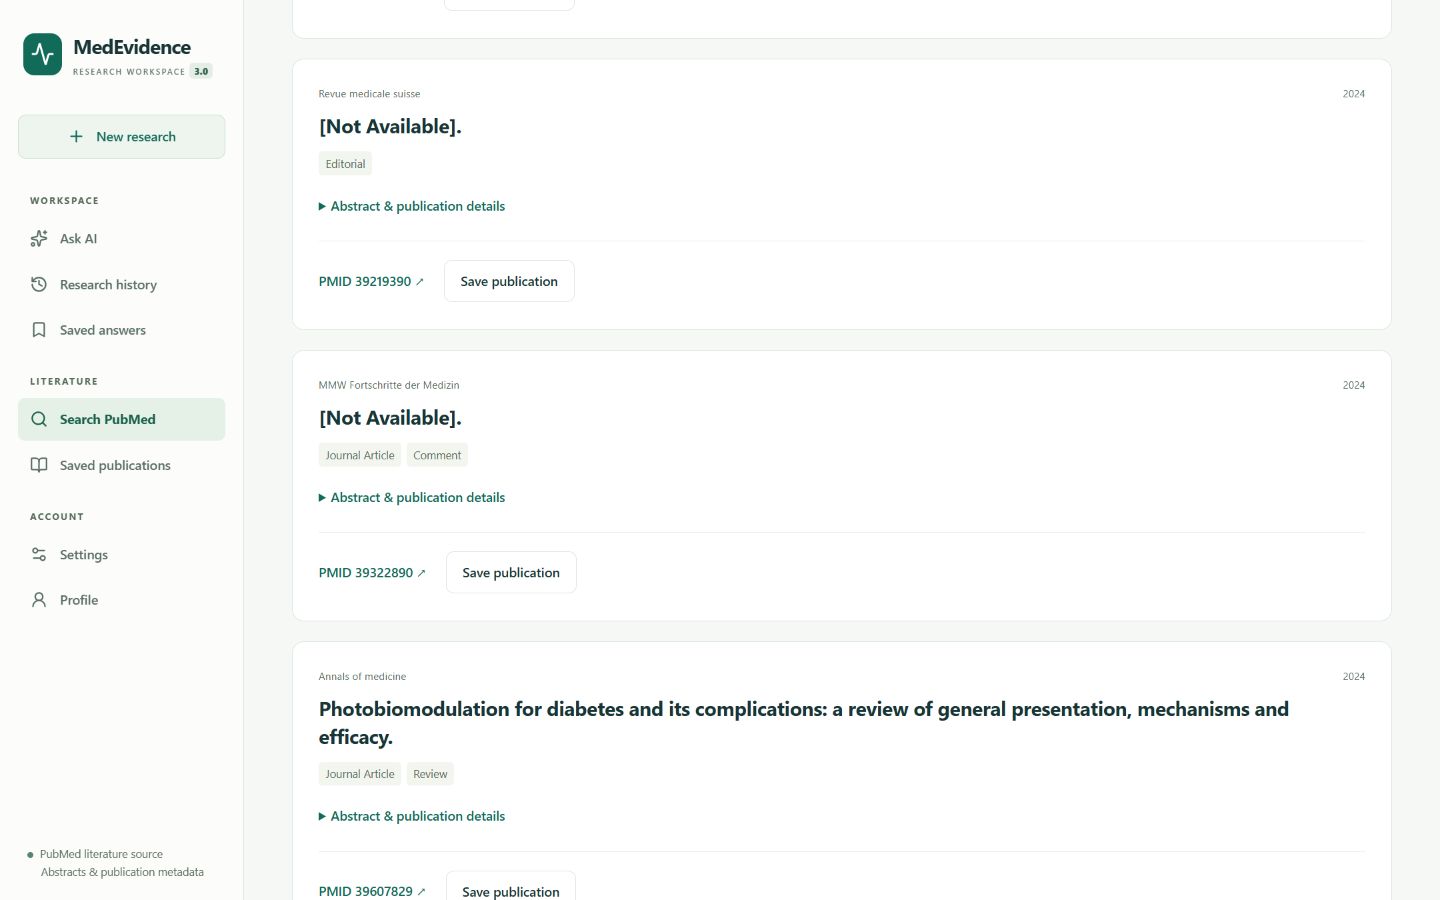 MedEvidence
RESEARCH WORKSPACE 3.0
New research
WORKSPACE
Ask AI
Research history
Saved answers
LITERATURE
Search PubMed
Saved publications
ACCOUNT
Settings
Profile
PubMed literature source
Abstracts & publication metadata
Revue medicale suisse 2024
[Not Available].
Editorial
Abstract & publication details
PMID 39219390 ↗ Save publication
MMW Fortschritte der Medizin 2024
[Not Available].
Journal Article Comment
Abstract & publication details
PMID 39322890 ↗ Save publication
Annals of medicine 2024
Photobiomodulation for diabetes and its complications: a review of general presentation, mechanisms and
efficacy.
Journal Article Review
Abstract & publication details
PMID 39607829 ↗ Save publication